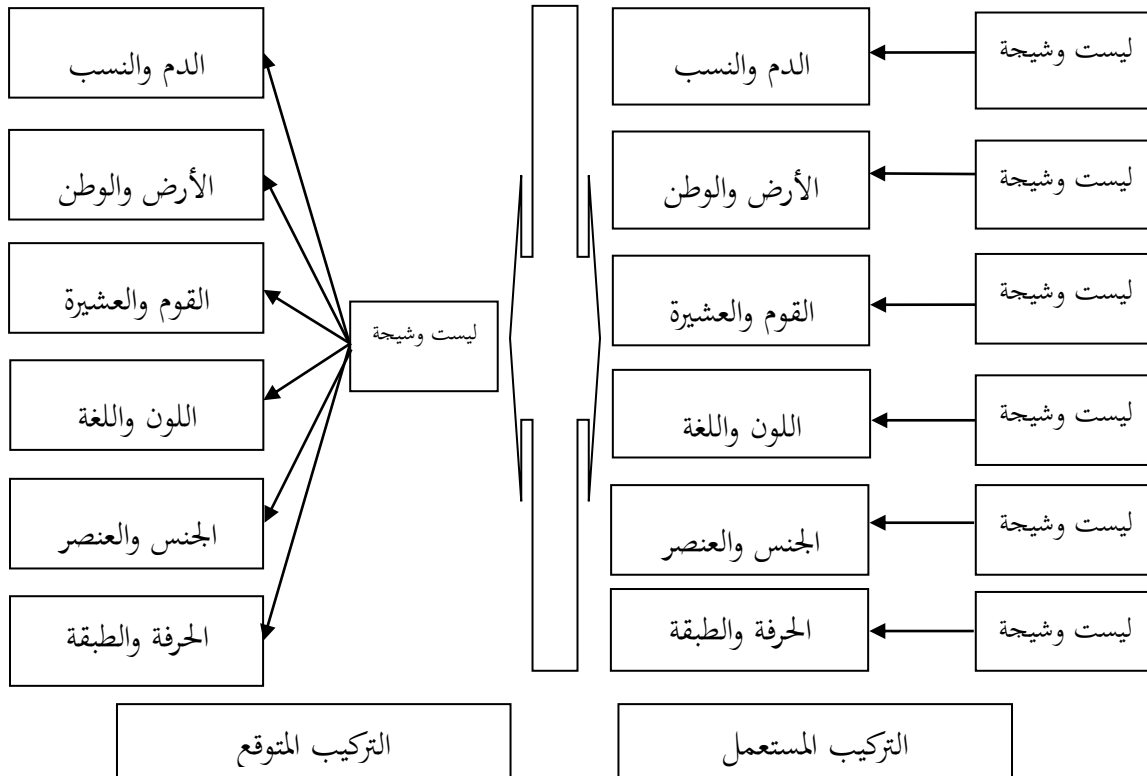 ليست وشيجة
الدم والنسب
ليست وشيجة
الأرض والوطن
ليست وشيجة
القوم والعشيرة
ليست وشيجة
اللون واللغة
ليست وشيجة
الجنس والعنصر
ليست وشيجة
الحرفة والطبقة
التركيب المستعمل
ليست وشيجة
الدم والنسب
الأرض والوطن
القوم والعشيرة
اللون واللغة
الجنس والعنصر
الحرفة والطبقة
التركيب المتوقع